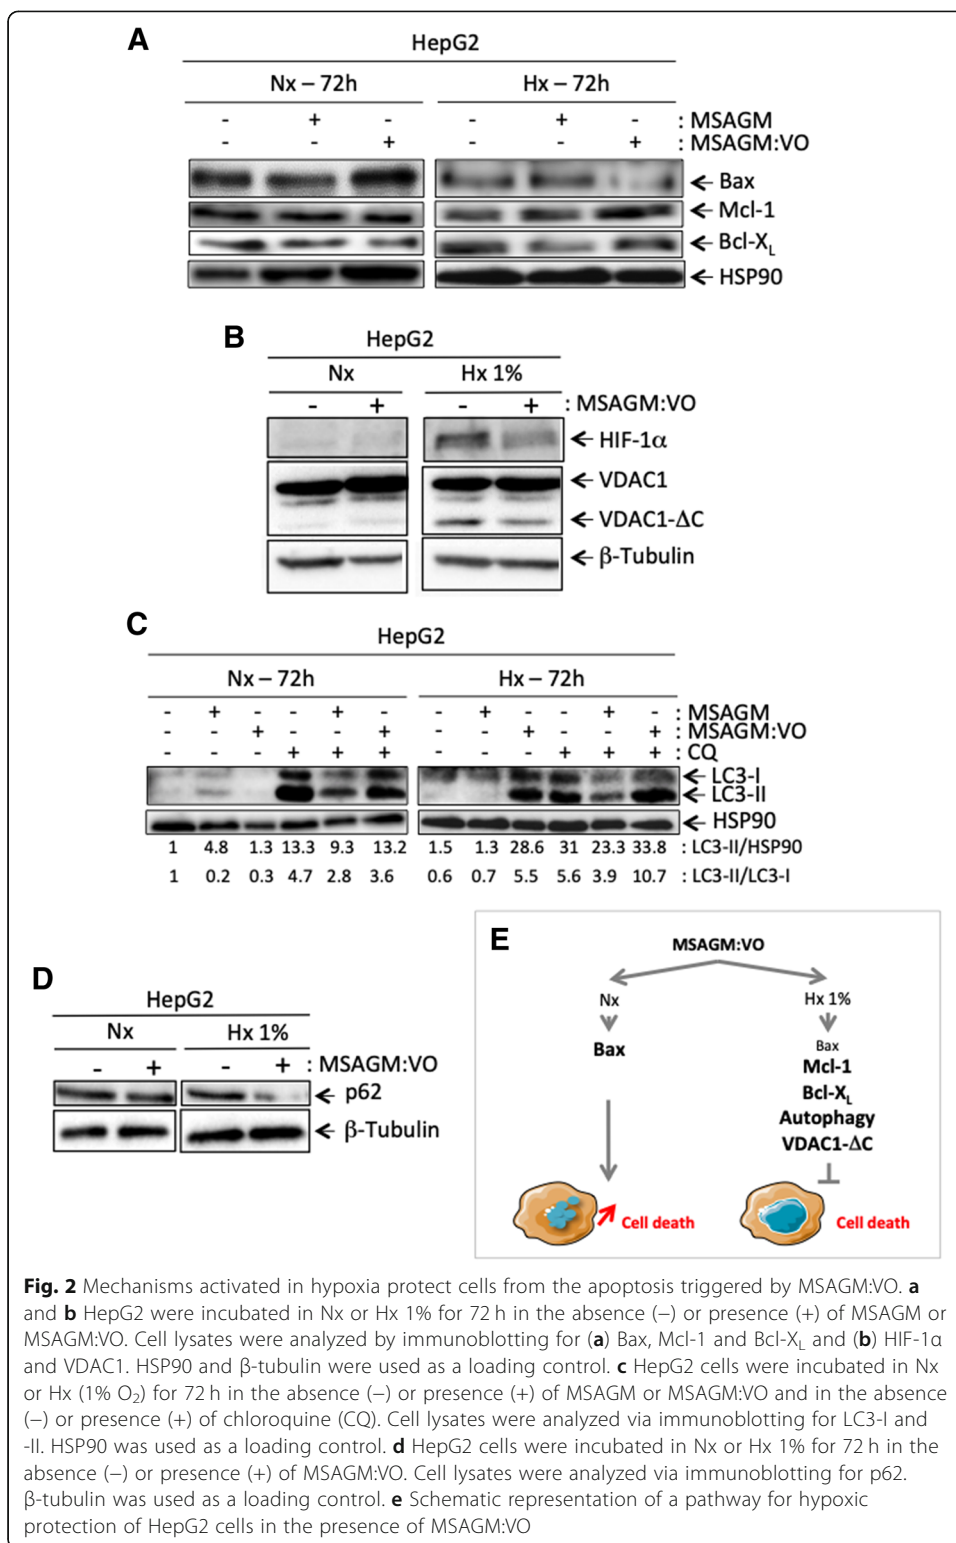 A
HepG2
Nx – 72h Hx – 72h
- + - - + - : MSAGM
- - + - - + : MSAGM:VO
← Bax
← Mcl-1
← Bcl-XL
← HSP90
B
HepG2
Nx Hx 1%
- + - + : MSAGM:VO
← HIF-1α
← VDAC1
← VDAC1-ΔC
← β-Tubulin
C
HepG2
Nx – 72h Hx – 72h
- + - - + - - + - - + - : MSAGM
- - + - - + - - + - - + : MSAGM:VO
- - - + + + - - - + + + : CQ
← LC3-I
← LC3-II
← HSP90
1 4.8 1.3 13.3 9.3 13.2 1.5 1.3 28.6 31 23.3 33.8 : LC3-II/HSP90
1 0.2 0.3 4.7 2.8 3.6 0.6 0.7 5.5 5.6 3.9 10.7 : LC3-II/LC3-I
D
HepG2
Nx Hx 1%
- + - + : MSAGM:VO
← p62
← β-Tubulin
E
MSAGM:VO
Nx Hx 1%
Bax
Bax
Mcl-1
Bcl-XL
Autophagy
VDAC1-ΔC
Cell death Cell death
Fig. 2 Mechanisms activated in hypoxia protect cells from the apoptosis triggered by MSAGM:VO. a
and b HepG2 were incubated in Nx or Hx 1% for 72 h in the absence (−) or presence (+) of MSAGM or
MSAGM:VO. Cell lysates were analyzed by immunoblotting for (a) Bax, Mcl-1 and Bcl-XL and (b) HIF-1α
and VDAC1. HSP90 and β-tubulin were used as a loading control. c HepG2 cells were incubated in Nx
or Hx (1% O2) for 72 h in the absence (−) or presence (+) of MSAGM or MSAGM:VO and in the absence
(−) or presence (+) of chloroquine (CQ). Cell lysates were analyzed via immunoblotting for LC3-I and
-II. HSP90 was used as a loading control. d HepG2 cells were incubated in Nx or Hx 1% for 72 h in the
absence (−) or presence (+) of MSAGM:VO. Cell lysates were analyzed via immunoblotting for p62.
β-tubulin was used as a loading control. e Schematic representation of a pathway for hypoxic
protection of HepG2 cells in the presence of MSAGM:VO